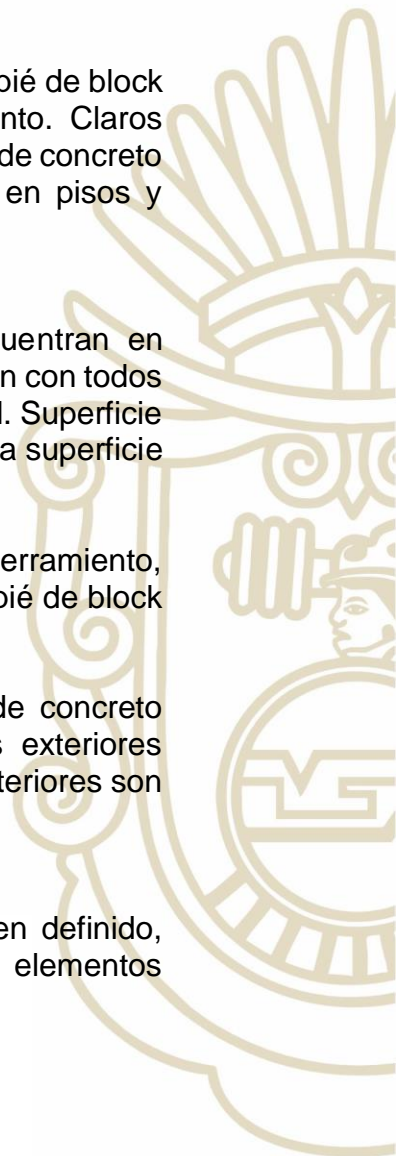 pié de block
nto. Claros
de concreto
en pisos y
uentran en
n con todos
l. Superficie
a superficie
erramiento,
pié de block
de concreto
s exteriores
teriores son
en definido,
elementos